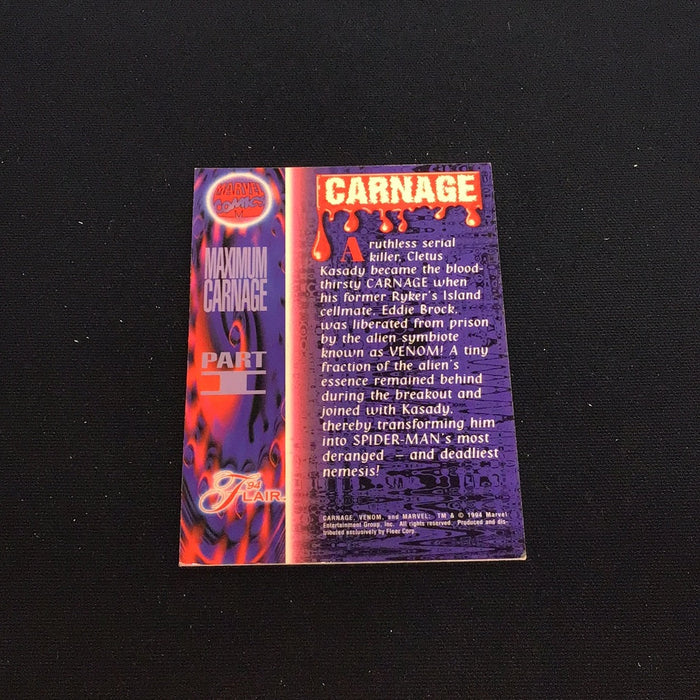 MARVEL
COMICS
MAXIMUM
CARNAGE
PART
I
'94
FLAIR
CARNAGE
A ruthless serial
killer, Cletus
Kasady became the blood-
thirsty CARNAGE when
his former Ryker's Island
cellmate, Eddie Brock,
was liberated from prison
by the alien symbiote
known as VENOM! A tiny
fraction of the alien's
essence remained behind
during the breakout and
joined with Kasady,
thereby transforming him
into SPIDER-MAN's most
deranged — and deadliest
nemesis!
CARNAGE, VENOM, and MARVEL: TM & © 1994 Marvel
Entertainment Group, Inc. All rights reserved. Produced and dis-
tributed exclusively by Fleer Corp.